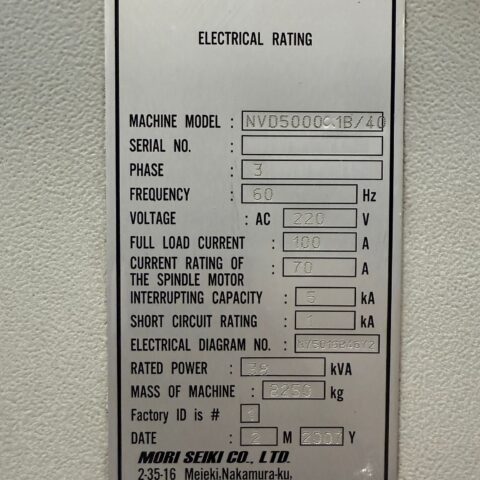 ELECTRICAL RATING
MACHINE MODEL : NVD5000 1B/40
SERIAL NO. :
PHASE : 3
FREQUENCY : 60 Hz
VOLTAGE : AC 220 V
FULL LOAD CURRENT : 100 A
CURRENT RATING OF : 70 A
THE SPINDLE MOTOR
INTERRUPTING CAPACITY : 5 kA
SHORT CIRCUIT RATING : 1 kA
ELECTRICAL DIAGRAM NO. :
RATED POWER : kVA
MASS OF MACHINE : 8250 kg
Factory ID is # 1
DATE : 2 M 2007 Y
MORI SEIKI CO., LTD.
2-35-16 Meieki, Nakamura-ku,